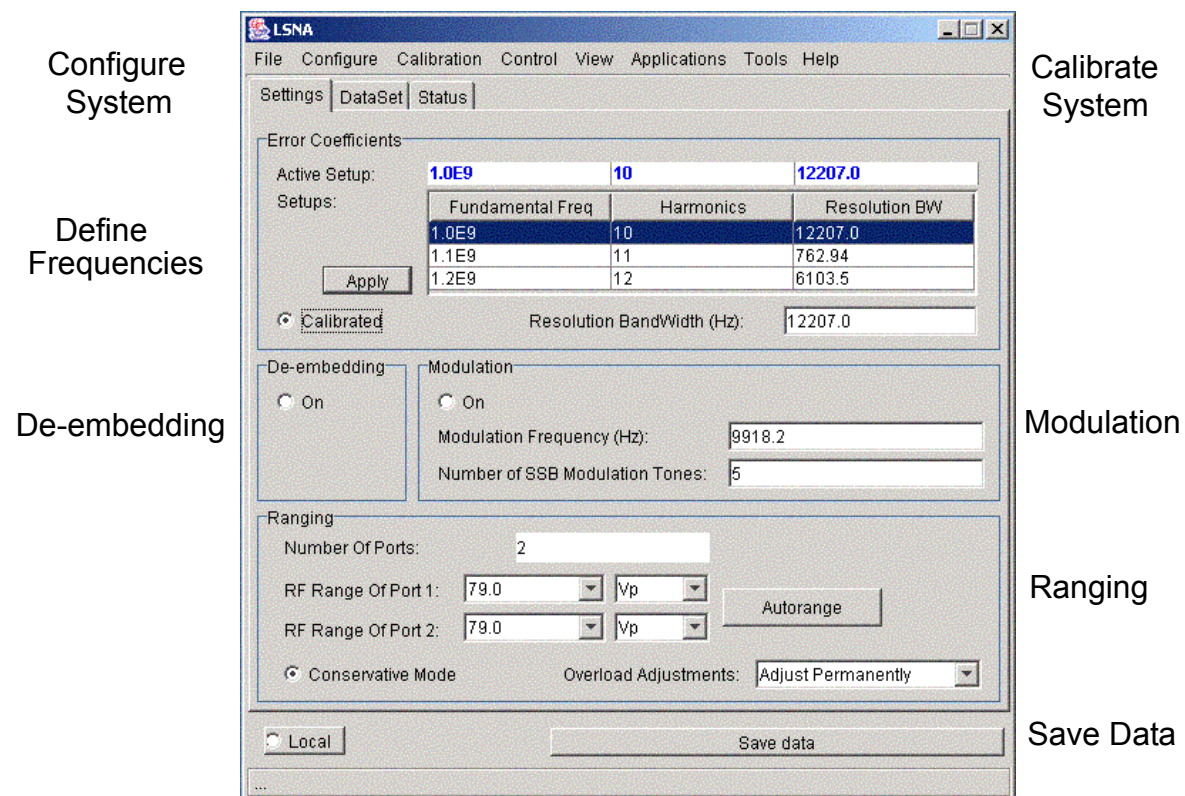 LSNA
File Configure Calibration Control View Applications Tools Help
Configure
System
Calibrate
System
Settings DataSet Status
Error Coefficients
Active Setup: 1.0E9 10 12207.0
Setups: Fundamental Freq Harmonics Resolution BW
1.0E9 10 12207.0
1.1E9 11 762.94
1.2E9 12 6103.5
Define
Frequencies
Apply
Calibrated Resolution BandWidth (Hz): 12207.0
De-embedding Modulation
On On
De-embedding
Modulation
Modulation Frequency (Hz): 9918.2
Number of SSB Modulation Tones: 5
Ranging
Number Of Ports: 2
RF Range Of Port 1: 79.0 Vp
Autorange
RF Range Of Port 2: 79.0 Vp
Ranging
Conservative Mode Overload Adjustments: Adjust Permanently
Local Save data
Save Data
...